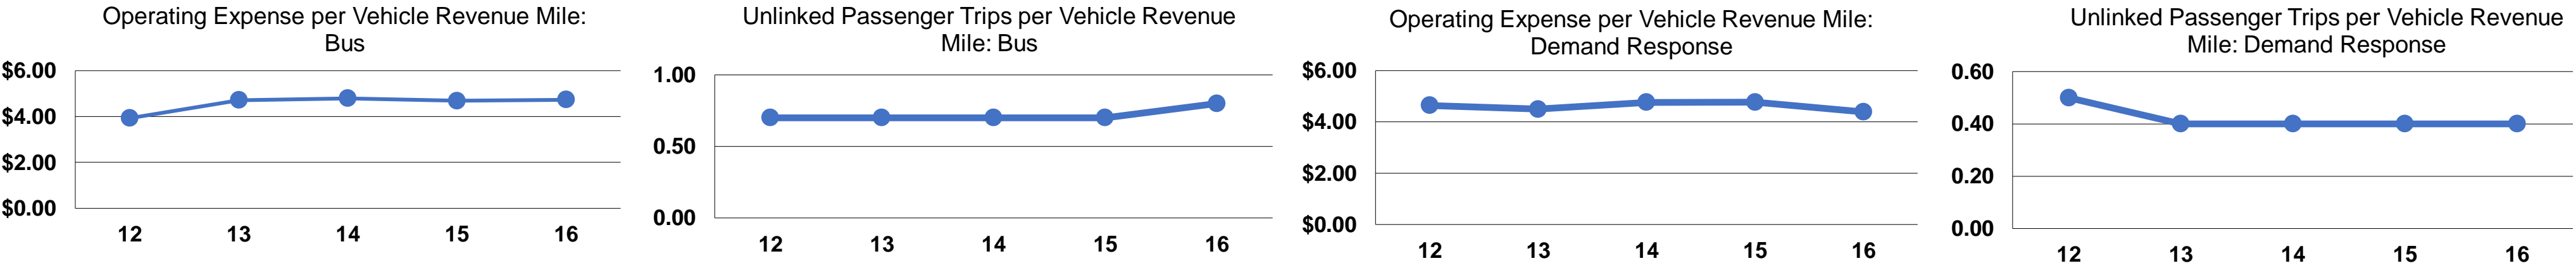 Operating Expense per Vehicle Revenue Mile:
Bus
$6.00
$4.00
$2.00
$0.00
12 13 14 15 16
Unlinked Passenger Trips per Vehicle Revenue
Mile: Bus
1.00
0.50
0.00
12 13 14 15 16
Operating Expense per Vehicle Revenue Mile:
Demand Response
$6.00
$4.00
$2.00
$0.00
12 13 14 15 16
Unlinked Passenger Trips per Vehicle Revenue
Mile: Demand Response
0.60
0.40
0.20
0.00
12 13 14 15 16